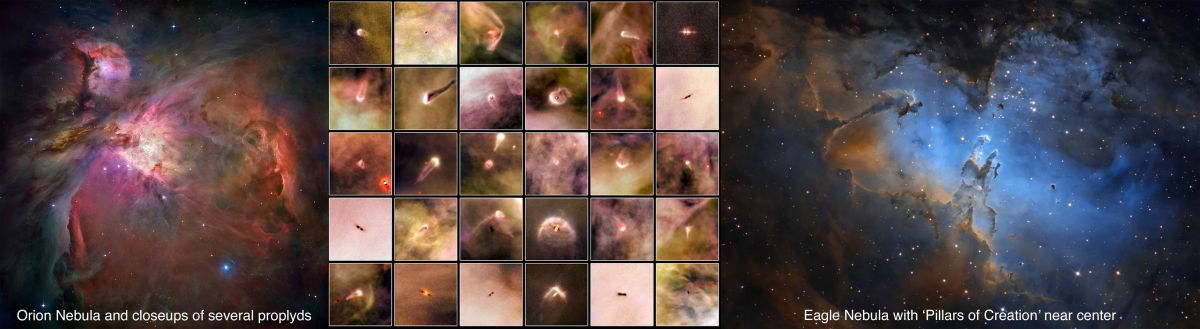 Orion Nebula and closeups of several proplyds
Eagle Nebula with ‘Pillars of Creation’ near center